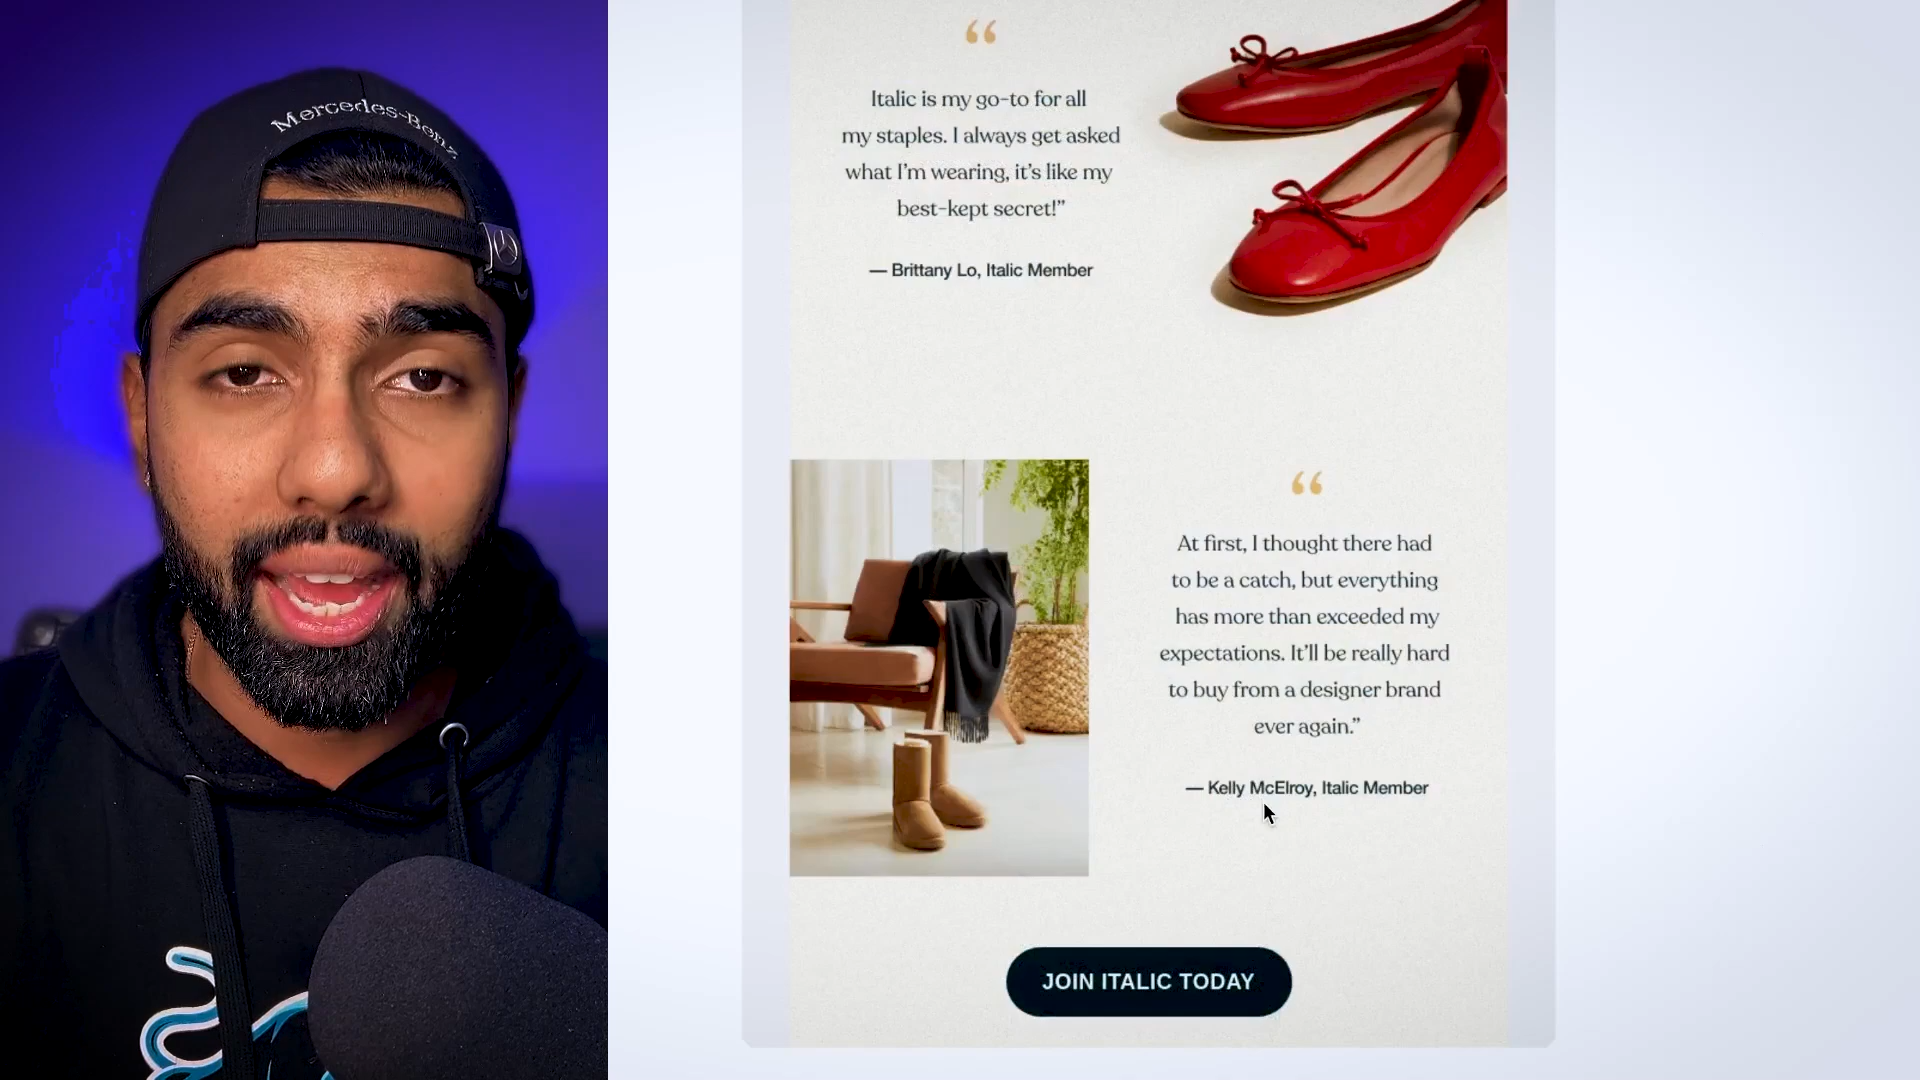 Mercedes-Benz
“
Italic is my go-to for all
my staples. I always get asked
what I’m wearing, it’s like my
best-kept secret!”
— Brittany Lo, Italic Member
“
At first, I thought there had
to be a catch, but everything
has more than exceeded my
expectations. It’ll be really hard
to buy from a designer brand
ever again.”
— Kelly McElroy, Italic Member
JOIN ITALIC TODAY